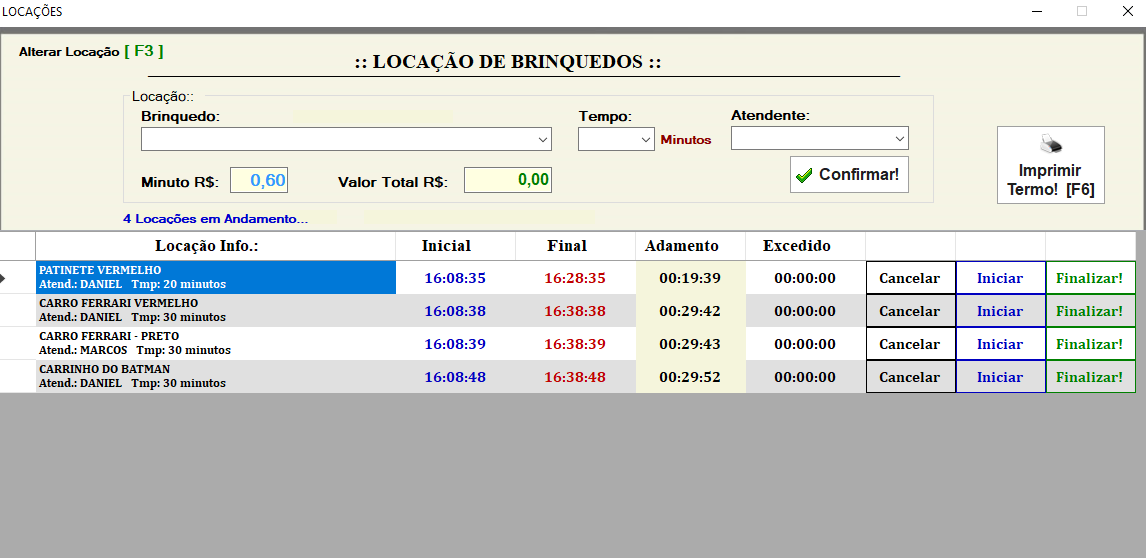 LOCAÇÕES
Alterar Locação [ F3 ]
:: LOCAÇÃO DE BRINQUEDOS ::
Locação::
Brinquedo: Tempo: Atendente:
Minutos
Minuto R$: 0,60 Valor Total R$: 0,00 Confirmar!
Imprimir
Termo! [F6]
4 Locações em Andamento...
Locação Info.: Inicial Final Adamento Excedido
PATINETE VERMELHO
Atend.: DANIEL Tmp: 20 minutos 16:08:35 16:28:35 00:19:39 00:00:00 Cancelar Iniciar Finalizar!
CARRO FERRARI VERMELHO
Atend.: DANIEL Tmp: 30 minutos 16:08:38 16:38:38 00:29:42 00:00:00 Cancelar Iniciar Finalizar!
CARRO FERRARI - PRETO
Atend.: MARCOS Tmp: 30 minutos 16:08:39 16:38:39 00:29:43 00:00:00 Cancelar Iniciar Finalizar!
CARRINHO DO BATMAN
Atend.: DANIEL Tmp: 30 minutos 16:08:48 16:38:48 00:29:52 00:00:00 Cancelar Iniciar Finalizar!